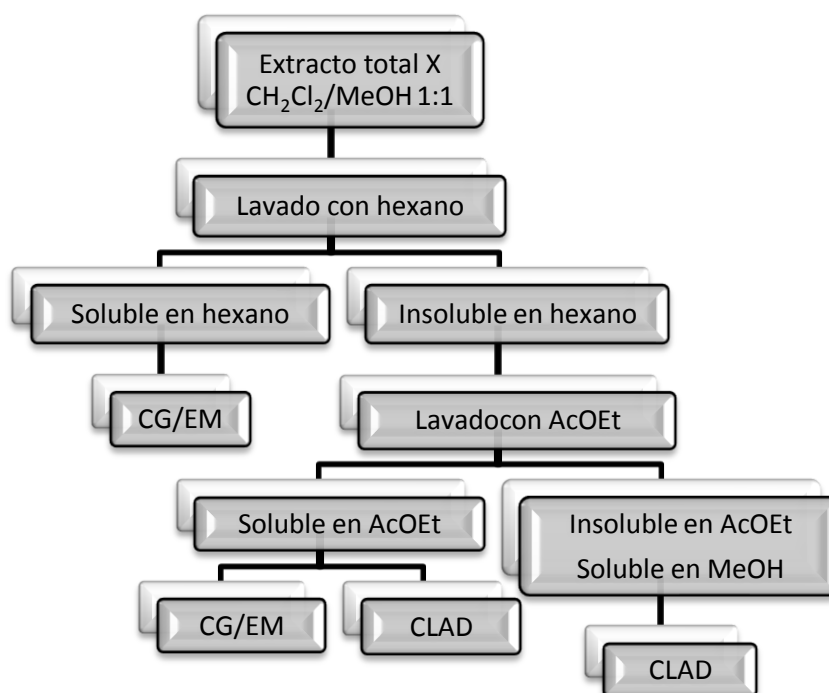 Extracto total X
CH₂Cl₂/MeOH 1:1
Lavado con hexano
Soluble en hexano
Insoluble en hexano
CG/EM
Lavadocon AcOEt
Soluble en AcOEt
Insoluble en AcOEt
Soluble en MeOH
CG/EM
CLAD
CLAD